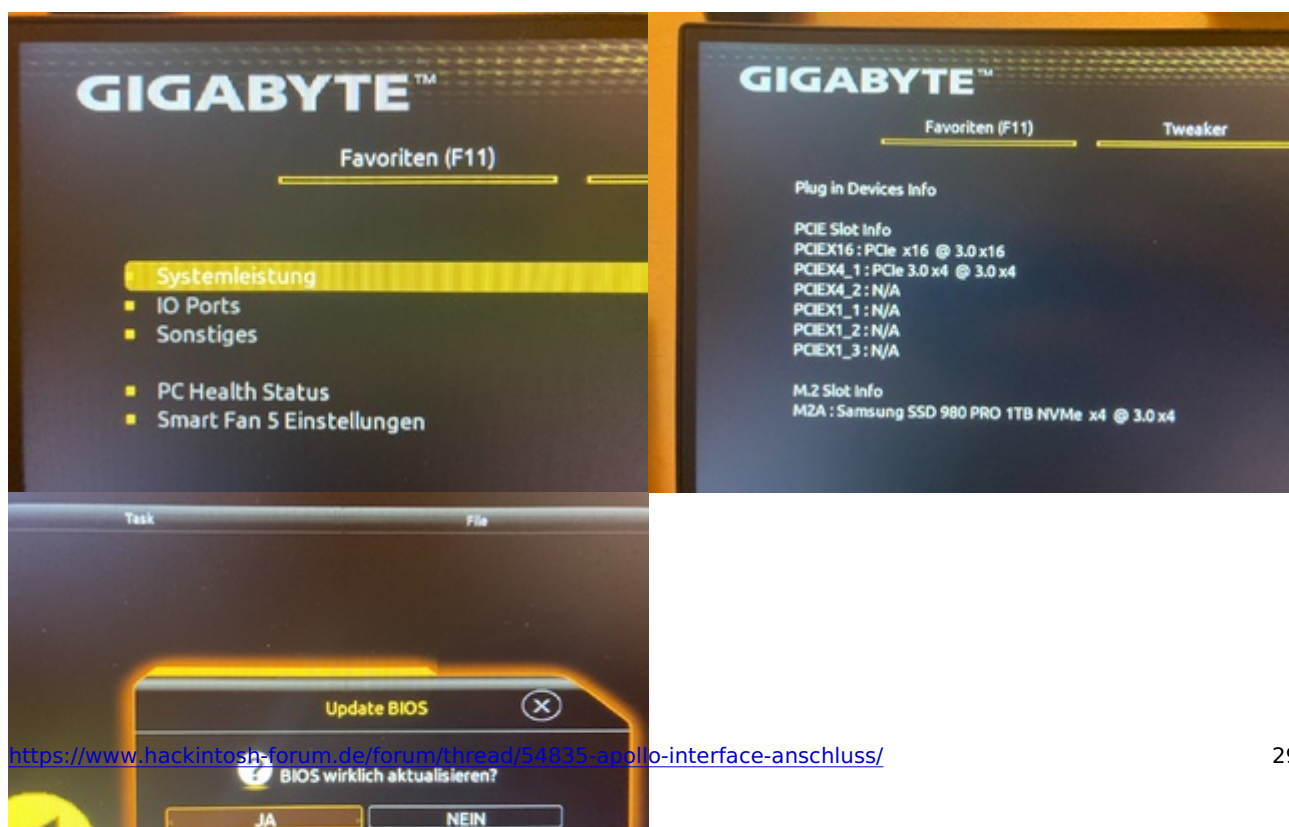 GIGABYTE™
Favoriten (F11)
Systemleistung
IO Ports
Sonstiges
PC Health Status
Smart Fan 5 Einstellungen
GIGABYTE™
Favoriten (F11) Tweaker
Plug in Devices Info
PCIE Slot Info
PCIEX16 : PCIe x16 @ 3.0 x16
PCIEX4_1 : PCIe 3.0 x4 @ 3.0 x4
PCIEX4_2 : N/A
PCIEX1_1 : N/A
PCIEX1_2 : N/A
PCIEX1_3 : N/A
M.2 Slot Info
M2A : Samsung SSD 980 PRO 1TB NVMe x4 @ 3.0 x4
Task File
Update BIOS
https://www.hackintosh-forum.de/forum/thread/54835-apollo-interface-anschluss/ 29
? BIOS wirklich aktualisieren?
JA NEIN